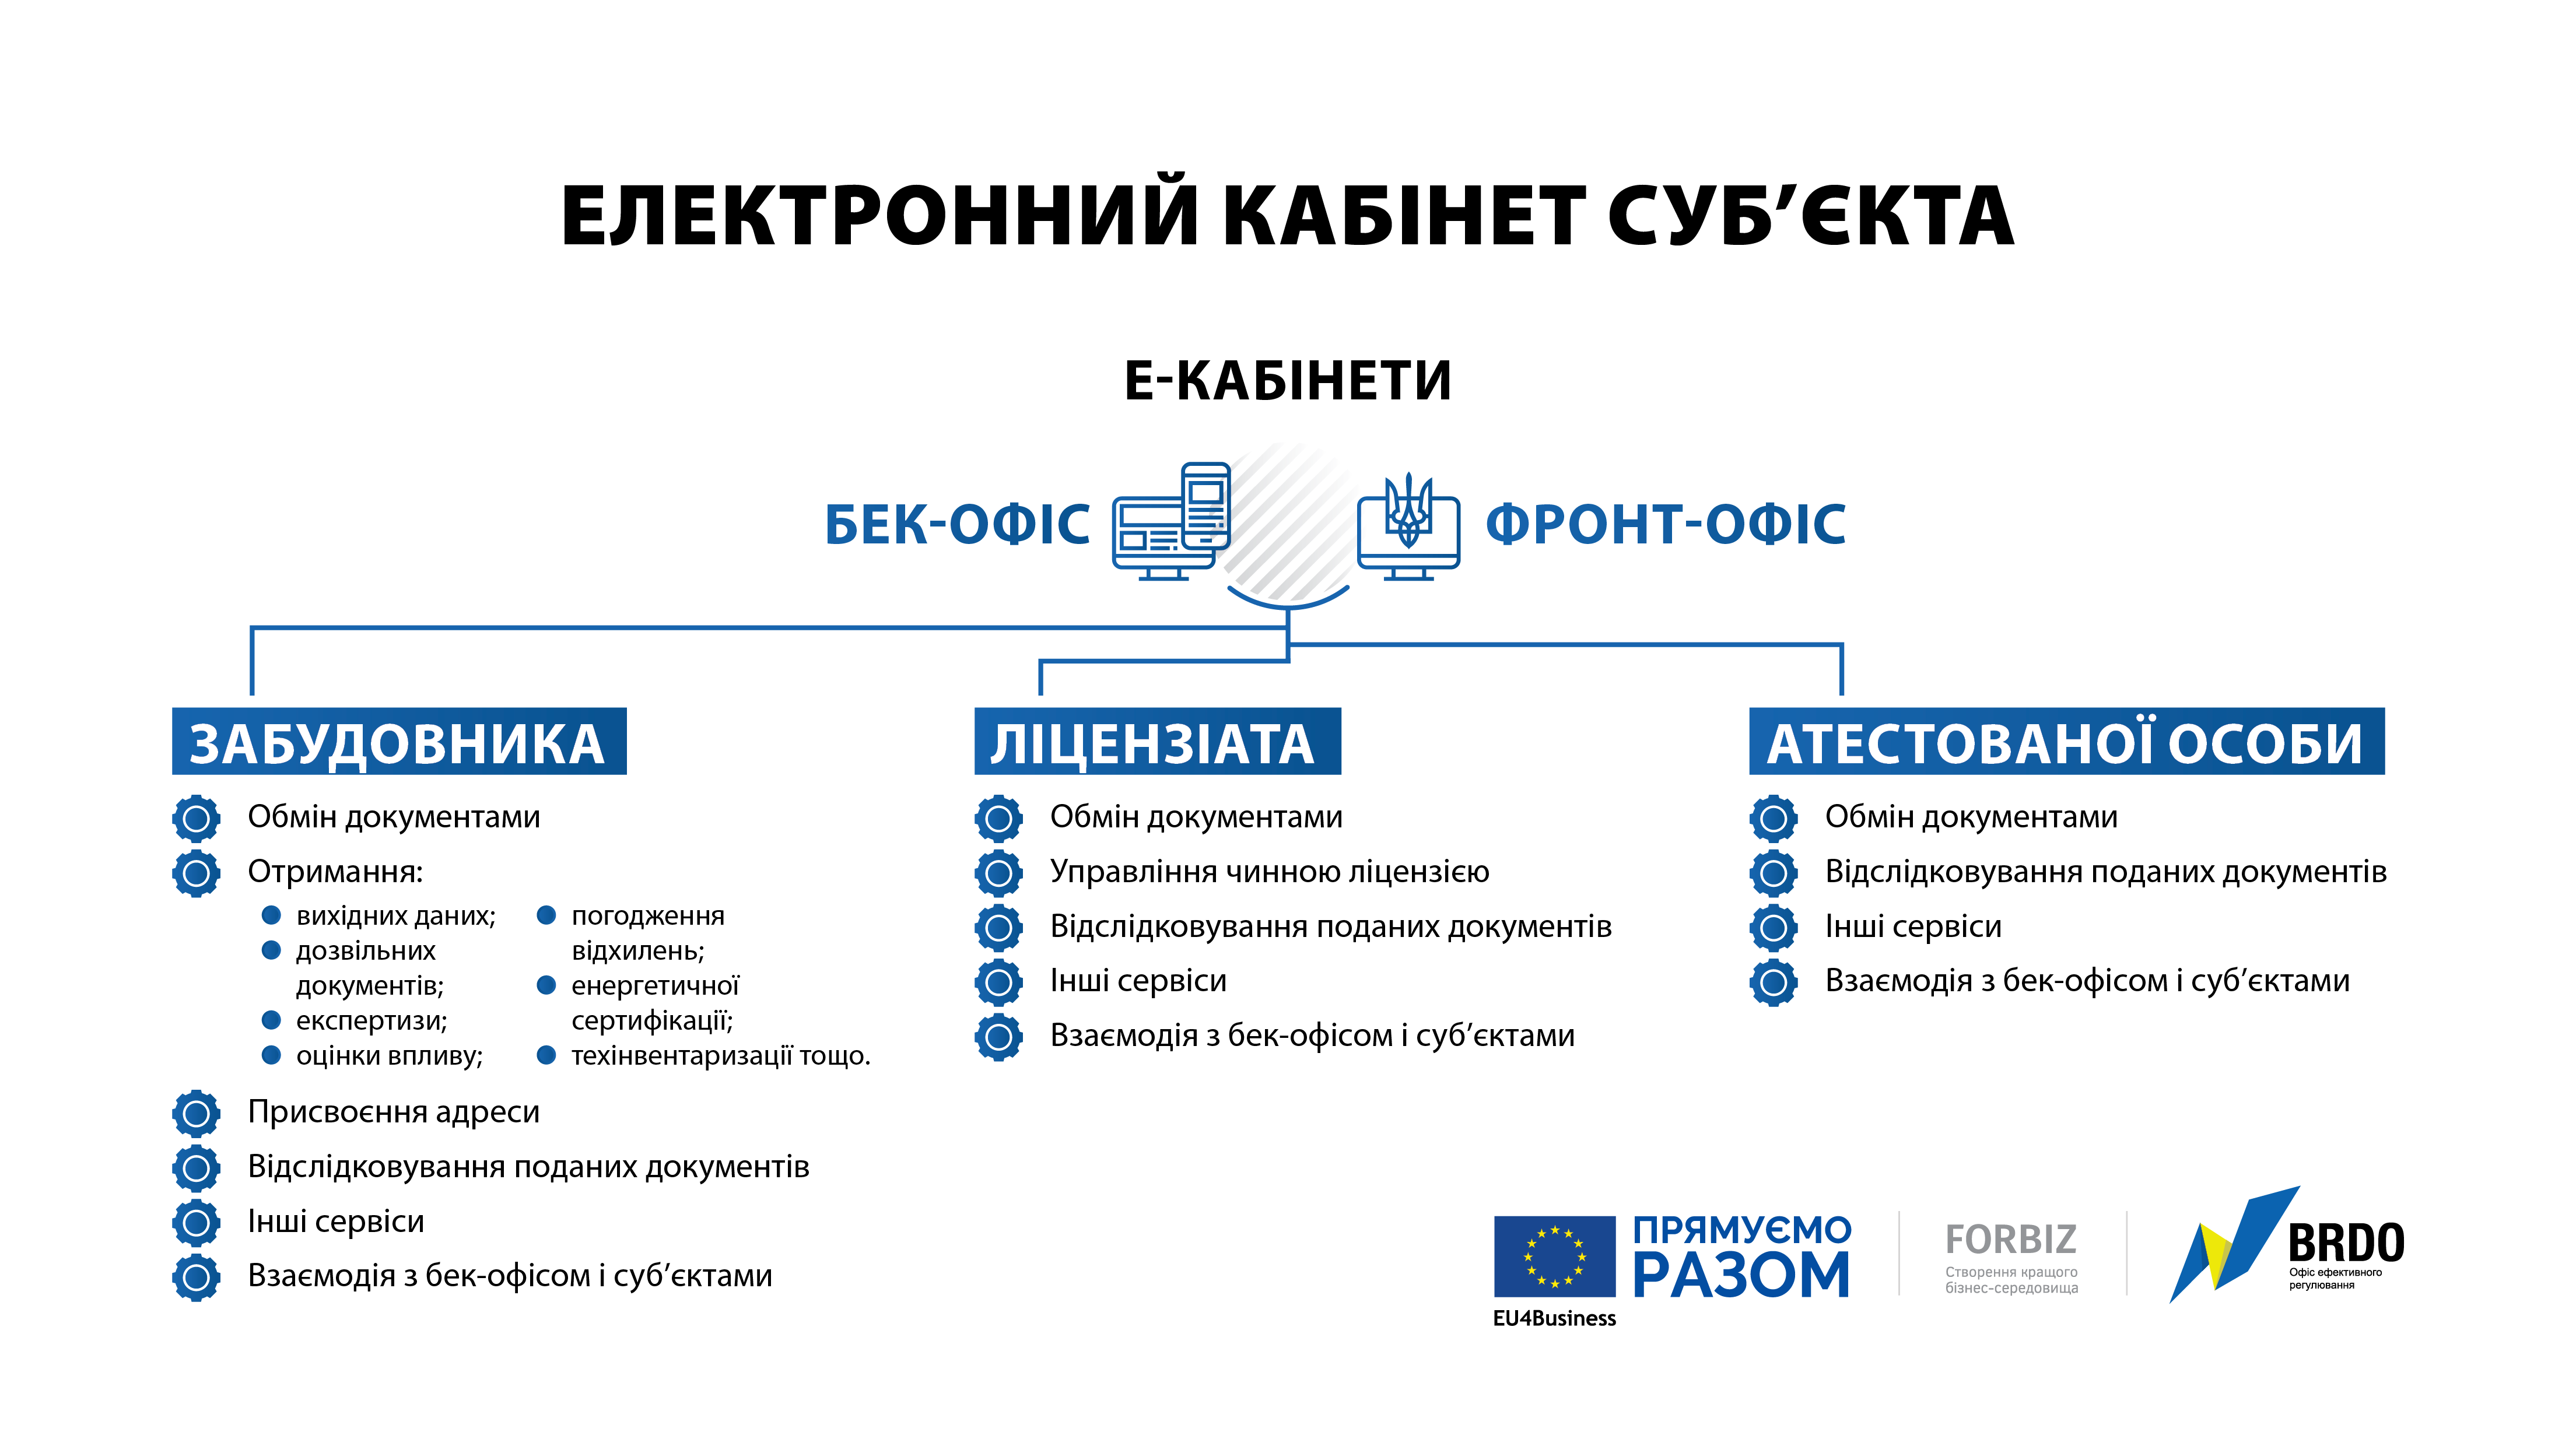 ЕЛЕКТРОННИЙ КАБІНЕТ СУБ’ЄКТА
Е-КАБІНЕТИ
БЕК-ОФІС
ФРОНТ-ОФІС
ЗАБУДОВНИКА
Обмін документами
Отримання:
вихідних даних;
дозвільних
документів;
експертизи;
оцінки впливу;
погодження
відхилень;
енергетичної
сертифікації;
техінвентаризації тощо.
Присвоєння адреси
Відслідковування поданих документів
Інші сервіси
Взаємодія з бек-офісом і суб’єктами
ЛІЦЕНЗІАТА
Обмін документами
Управління чинною ліцензією
Відслідковування поданих документів
Інші сервіси
Взаємодія з бек-офісом і суб’єктами
АТЕСТОВАНОЇ ОСОБИ
Обмін документами
Відслідковування поданих документів
Інші сервіси
Взаємодія з бек-офісом і суб’єктами
EU4Business
ПРЯМУЄМО
РАЗОМ
FORBIZ
Створення кращого
бізнес-середовища
BRDO
Офіс ефективного
регулювання